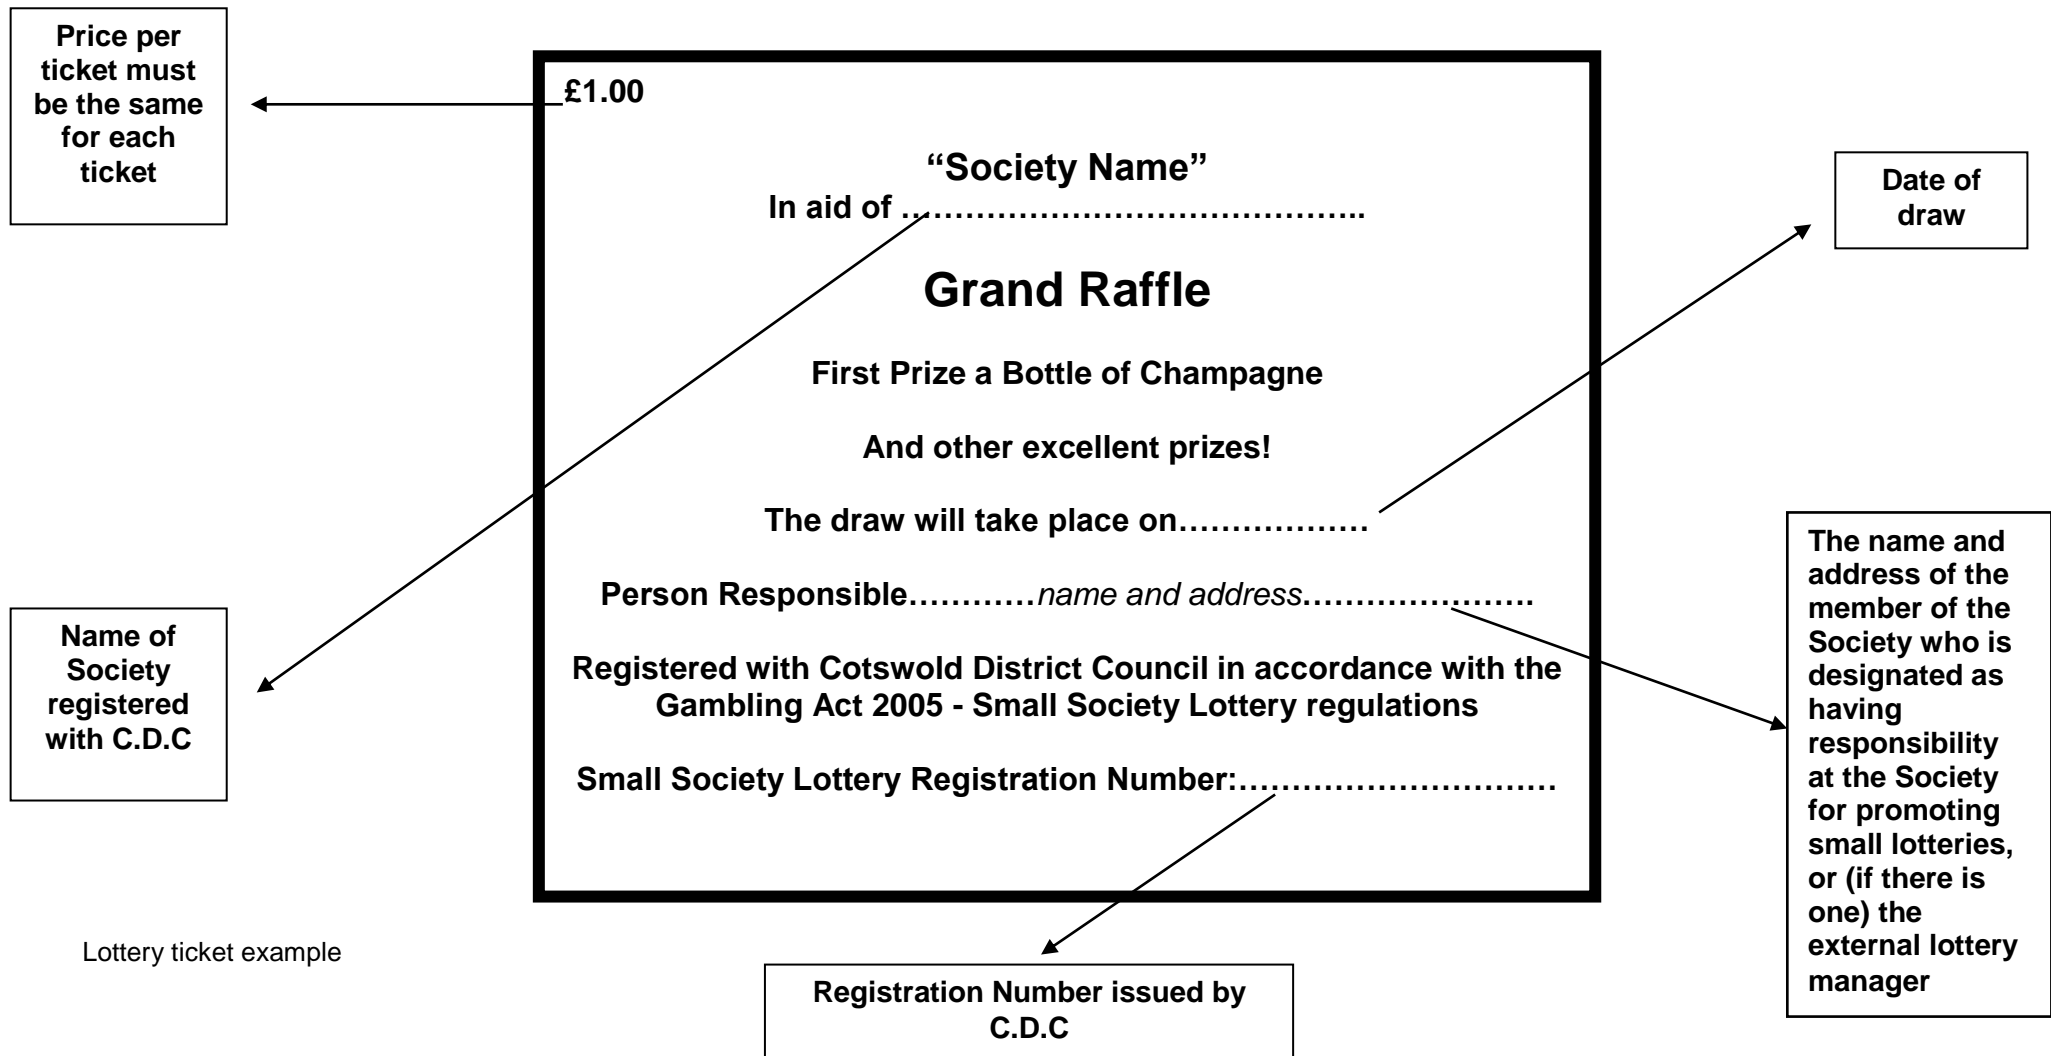 Price per
ticket must
be the same
for each
ticket
£1.00
“Society Name”
In aid of ……………………………………..
Grand Raffle
First Prize a Bottle of Champagne
And other excellent prizes!
The draw will take place on………………
Person Responsible…………name and address………………….
Registered with Cotswold District Council in accordance with the
Gambling Act 2005 - Small Society Lottery regulations
Small Society Lottery Registration Number:…………………………
Date of
draw
Name of
Society
registered
with C.D.C
The name and
address of the
member of the
Society who is
designated as
having
responsibility
at the Society
for promoting
small lotteries,
or (if there is
one) the
external lottery
manager
Lottery ticket example
Registration Number issued by
C.D.C